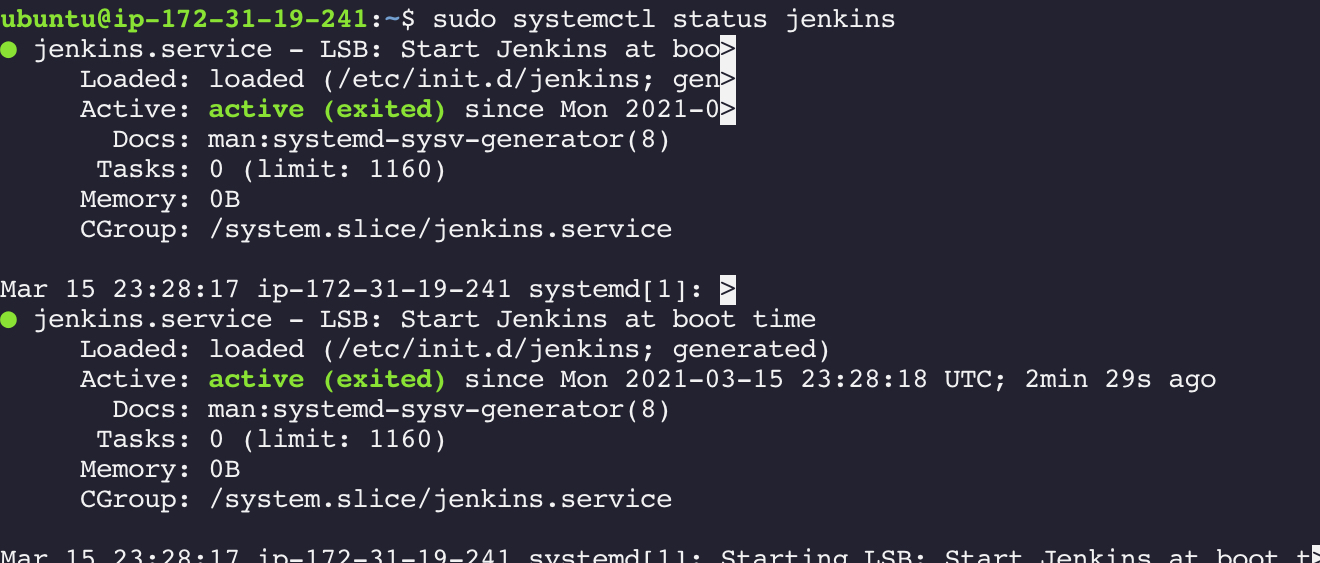 ubuntu@ip-172-31-19-241:~$ sudo systemctl status jenkins
● jenkins.service - LSB: Start Jenkins at boo>
     Loaded: loaded (/etc/init.d/jenkins; gen>
     Active: active (exited) since Mon 2021-0>
       Docs: man:systemd-sysv-generator(8)
      Tasks: 0 (limit: 1160)
     Memory: 0B
     CGroup: /system.slice/jenkins.service

Mar 15 23:28:17 ip-172-31-19-241 systemd[1]: >
● jenkins.service - LSB: Start Jenkins at boot time
     Loaded: loaded (/etc/init.d/jenkins; generated)
     Active: active (exited) since Mon 2021-03-15 23:28:18 UTC; 2min 29s ago
       Docs: man:systemd-sysv-generator(8)
      Tasks: 0 (limit: 1160)
     Memory: 0B
     CGroup: /system.slice/jenkins.service

Mar 15 23:28:17 ip-172-31-19-241 systemd[1]: Starting LSB: Start Jenkins at boot t>